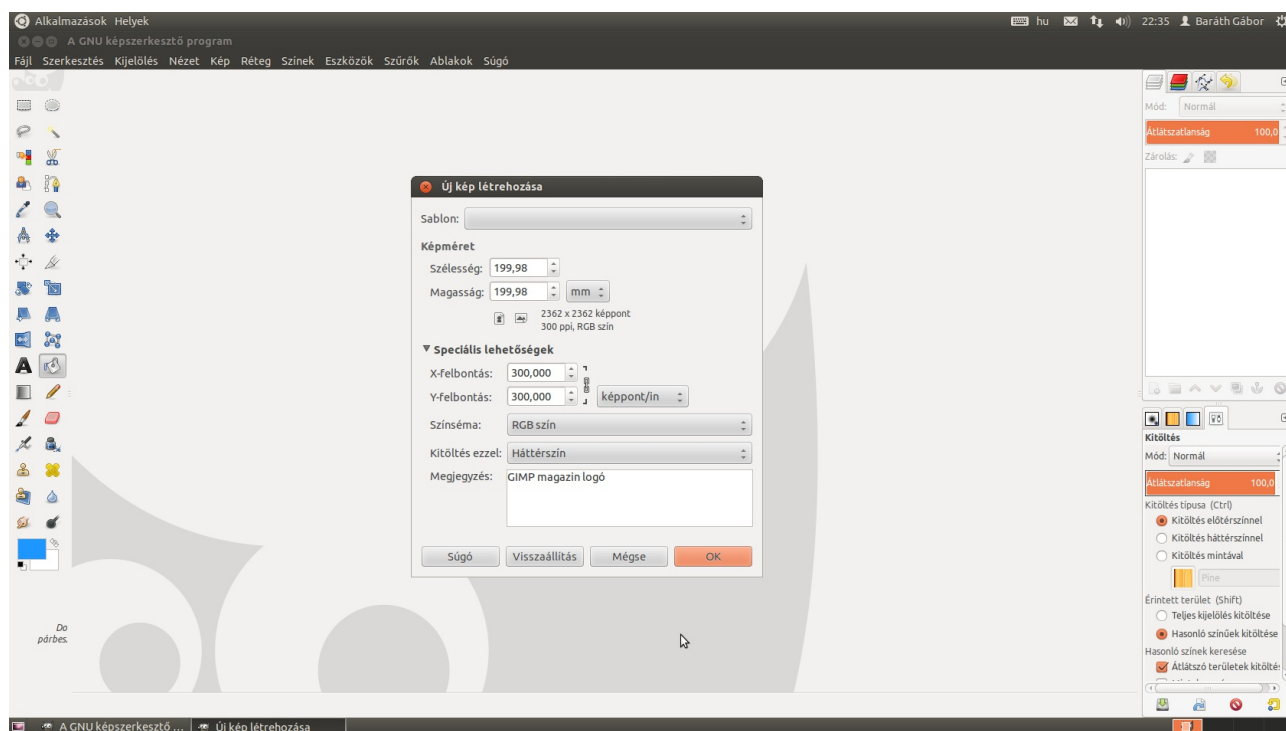 Alkalmazások Helyek
hu 22:35 Baráth Gábor
A GNU képszerkesztő program
Fájl Szerkesztés Kijelölés Nézet Kép Réteg Színek Eszközök Szűrők Ablakok Súgó
Mód: Normál
Átlátszatlanság 100,0
Zárolás:
Új kép létrehozása
Sablon:
Képméret
Szélesség: 199,98
Magasság: 199,98 mm
2362 x 2362 képpont
300 ppi, RGB szín
Speciális lehetőségek
X-felbontás: 300,000
Y-felbontás: 300,000 képpont/in
Színséma: RGB szín
Kitöltés ezzel: Háttérszín
Megjegyzés: GIMP magazin logó
Súgó Visszaállítás Mégse OK
Do
párbes
Kitöltés
Mód: Normál
Átlátszatlanság 100,0
Kitöltés típusa (Ctrl)
Kitöltés előtérszínnel
Kitöltés háttérszínnel
Kitöltés mintával
Pine
Érintett terület (Shift)
Teljes kijelölés kitöltése
Hasonló színűek kitöltése
Hasonló színek keresése
Átlátszó területek kitölté
A GNU képszerkesztő ... Új kép létrehozása